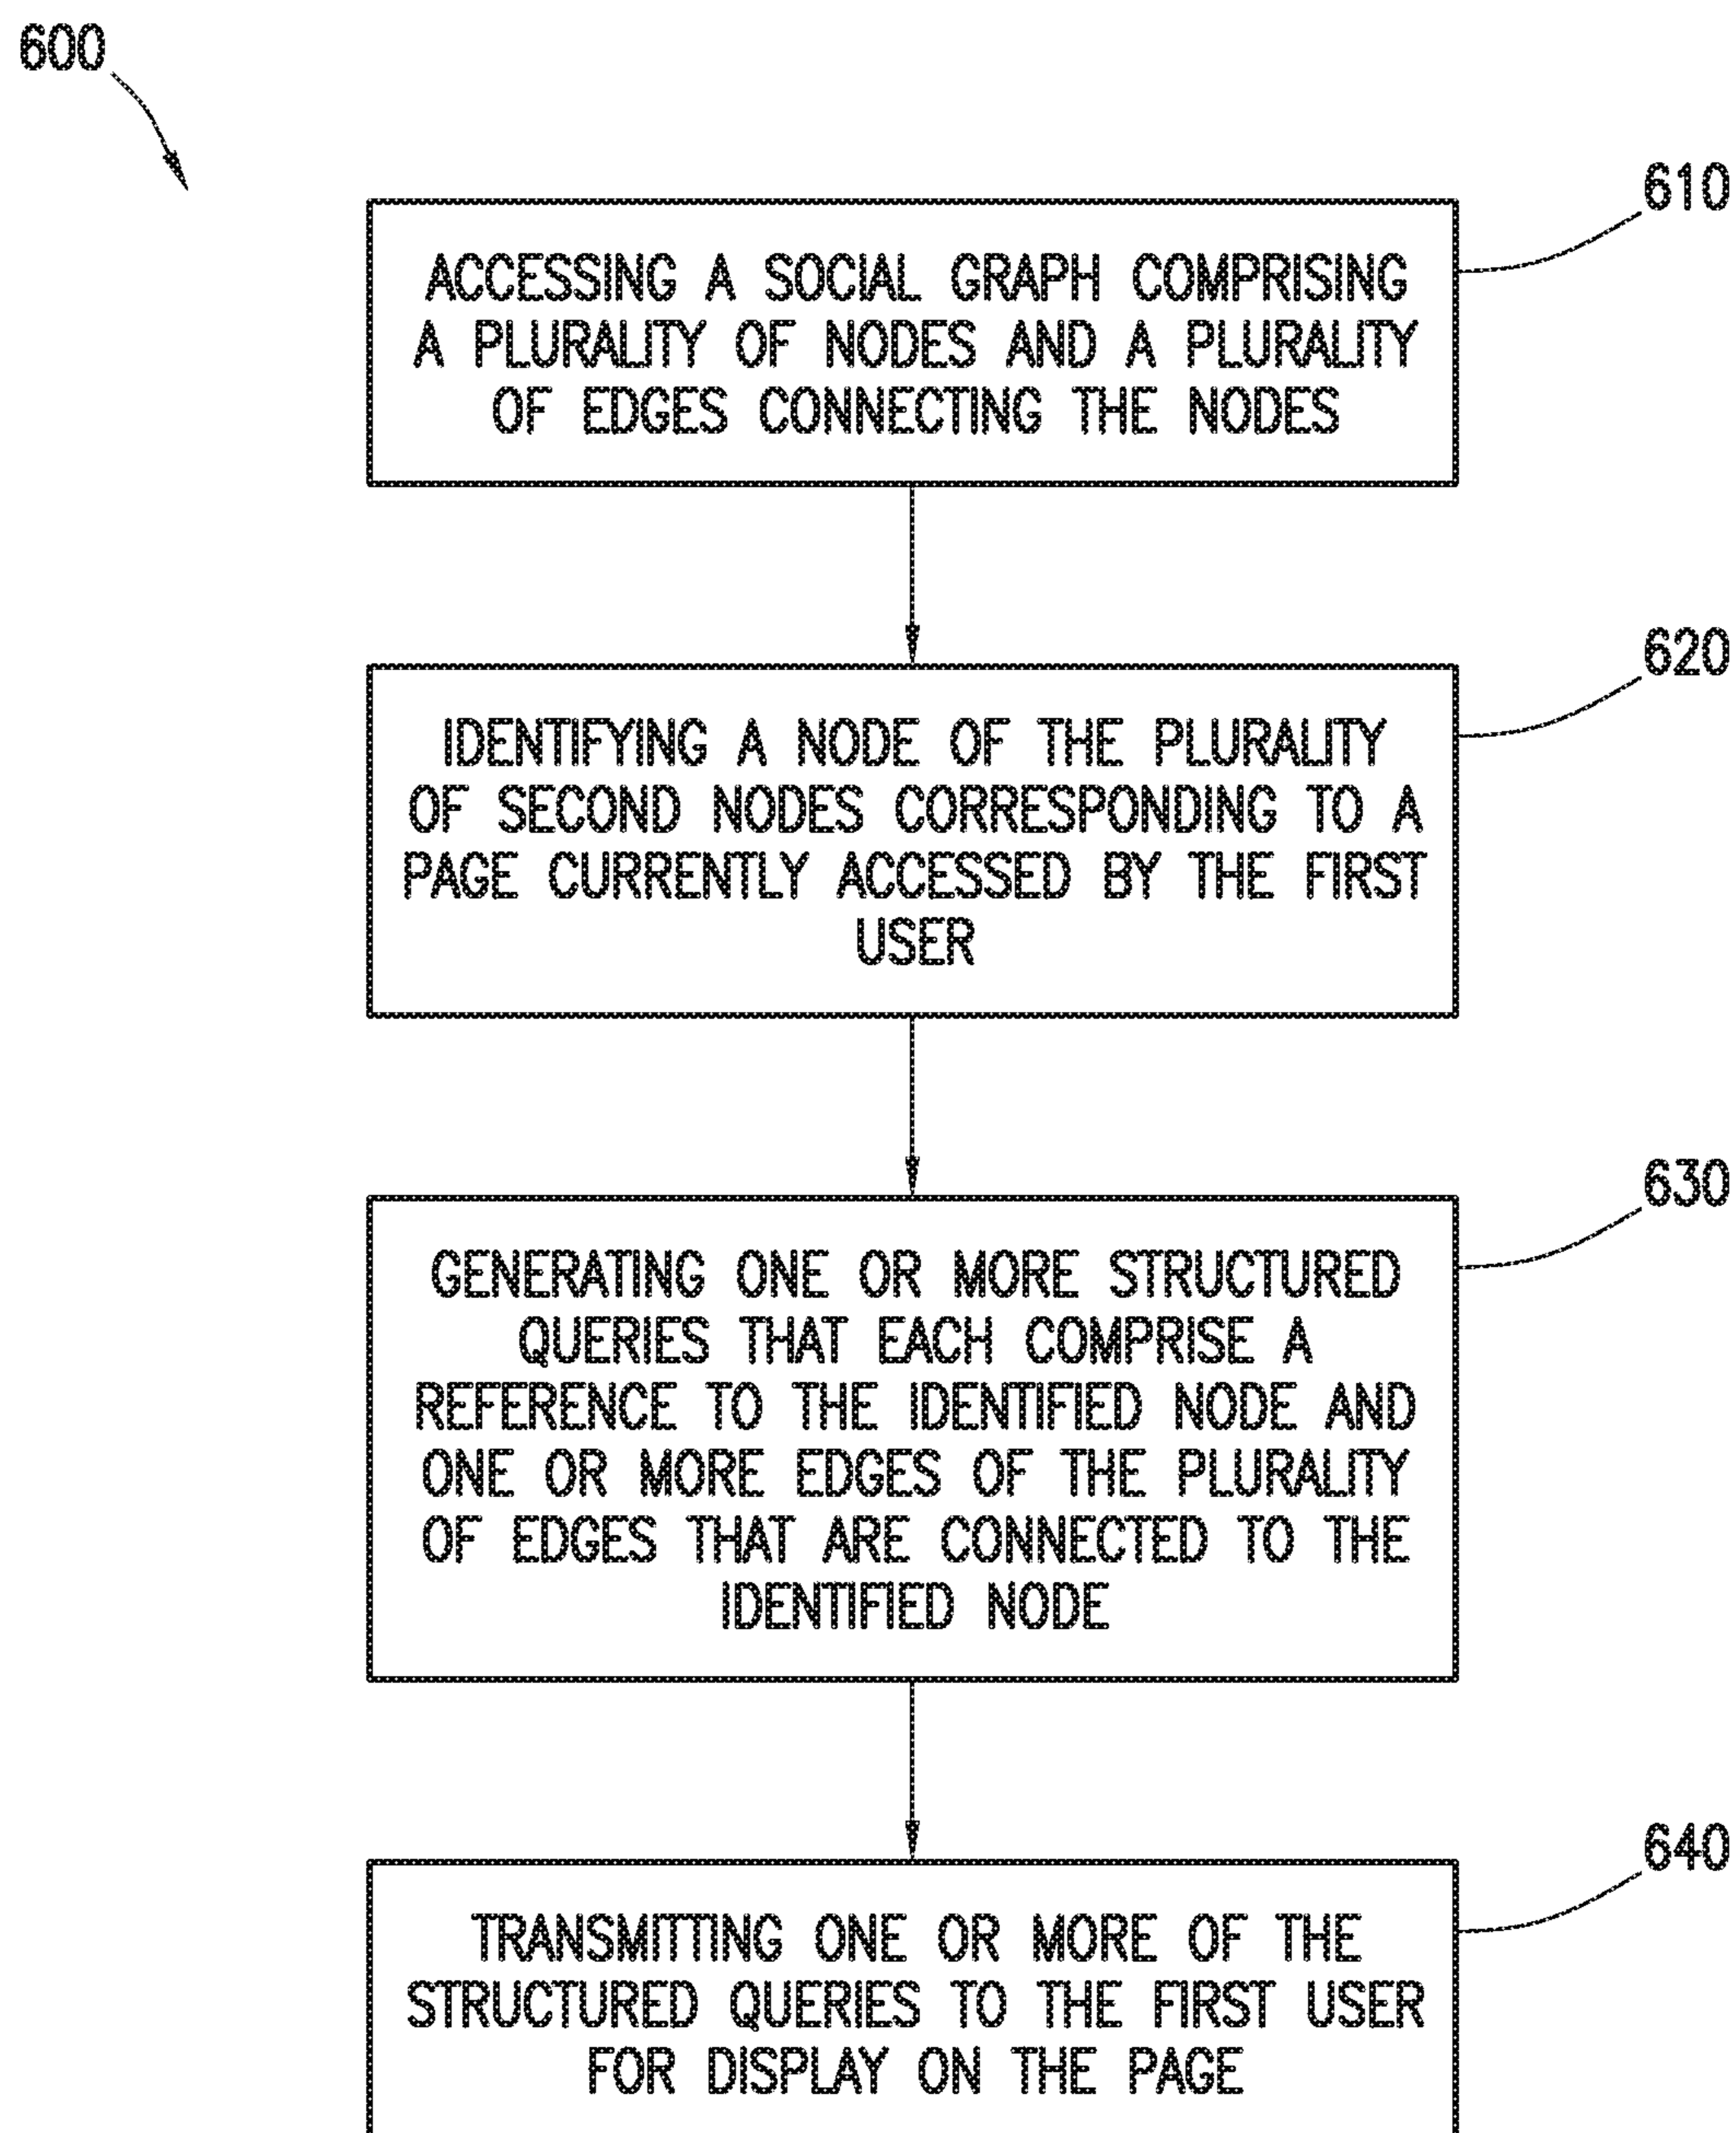 600
610
ACCESSING A SOCIAL GRAPH COMPRISING
A PLURALITY OF NODES AND A PLURALITY
OF EDGES CONNECTING THE NODES
620
IDENTIFYING A NODE OF THE PLURALITY
OF SECOND NODES CORRESPONDING TO A
PAGE CURRENTLY ACCESSED BY THE FIRST
USER
630
GENERATING ONE OR MORE STRUCTURED
QUERIES THAT EACH COMPRISE A
REFERENCE TO THE IDENTIFIED NODE AND
ONE OR MORE EDGES OF THE PLURALITY
OF EDGES THAT ARE CONNECTED TO THE
IDENTIFIED NODE
640
TRANSMITTING ONE OR MORE OF THE
STRUCTURED QUERIES TO THE FIRST USER
FOR DISPLAY ON THE PAGE